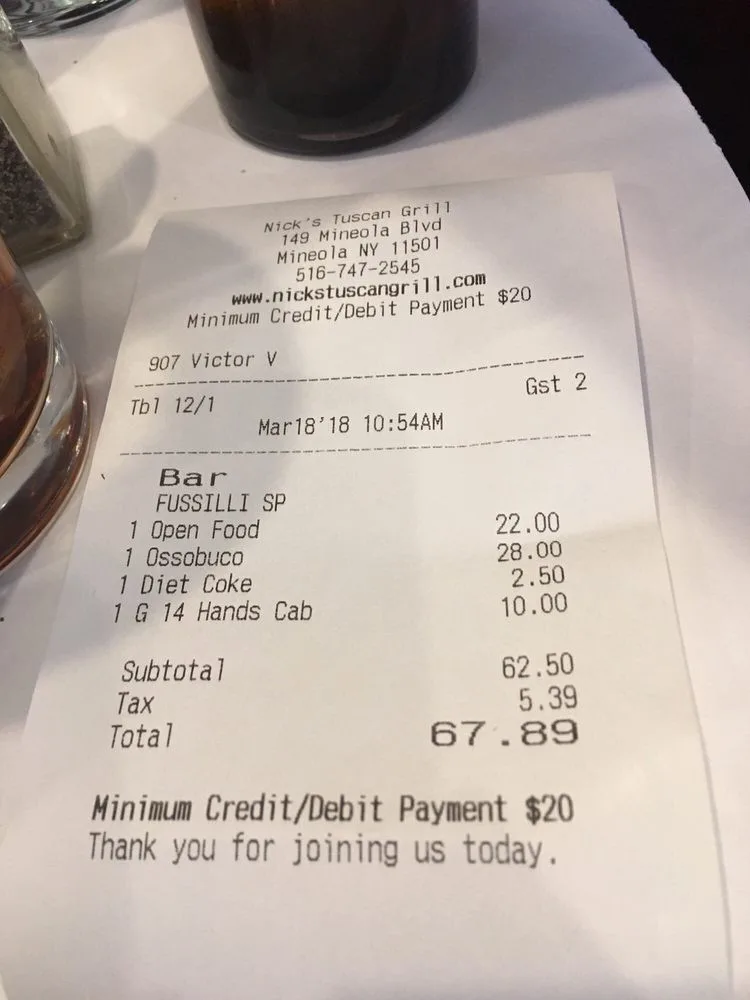 Nick's Tuscan Grill
149 Mineola Blvd
Mineola NY 11501
516-747-2545
www.nickstuscangrill.com
Minimum Credit/Debit Payment $20
907 Victor V
Tbl 12/1 Gst 2
Mar18'18 10:54AM
Bar
FUSSILLI SP
1 Open Food 22.00
1 Ossobuco 28.00
1 Diet Coke 2.50
1 G 14 Hands Cab 10.00
Subtotal 62.50
Tax 5.39
Total 67.89
Minimum Credit/Debit Payment $20
Thank you for joining us today.